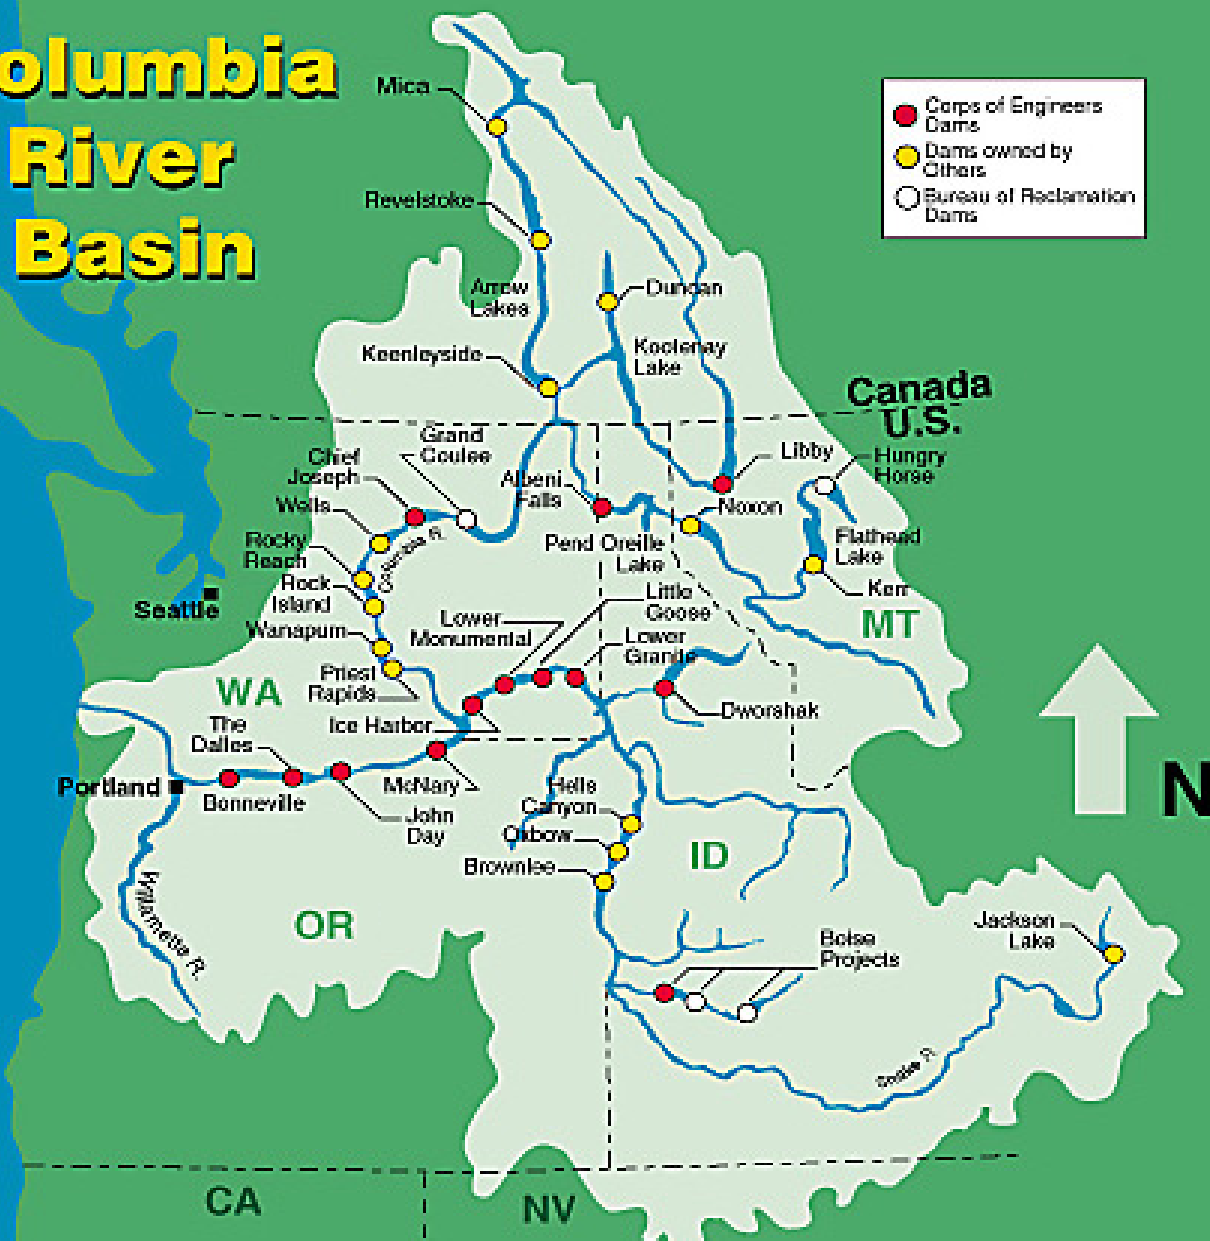 olumbia
River
Basin
Mica
Corps of Engineers
Dams
Dams owned by
Others
Bureau of Reclamation
Dams
Revelstoke
Arrow
Lakes
Duncan
Keenleyside
Kootenay
Lake
Canada
U.S.
Grand
Coulee
Chief
Joseph
Libby
Hungry
Horse
Albeni
Falls
Wells
Noxon
Columbia R.
Rocky
Reach
Pend Oreille
Lake
Flathead
Lake
Rock
Island
Kerr
Seattle
Little
Goose
Lower
Monumental
Wanapum
Lower
Granite
MT
Priest
Rapids
WA
Ice Harbor
Dworshak
The
Dalles
Portland
Bonneville
McNary
John
Day
Hells
Canyon
Oxbow
Brownlee
ID
N
Willamette R.
OR
Jackson
Lake
Boise
Projects
Snake R.
CA
NV